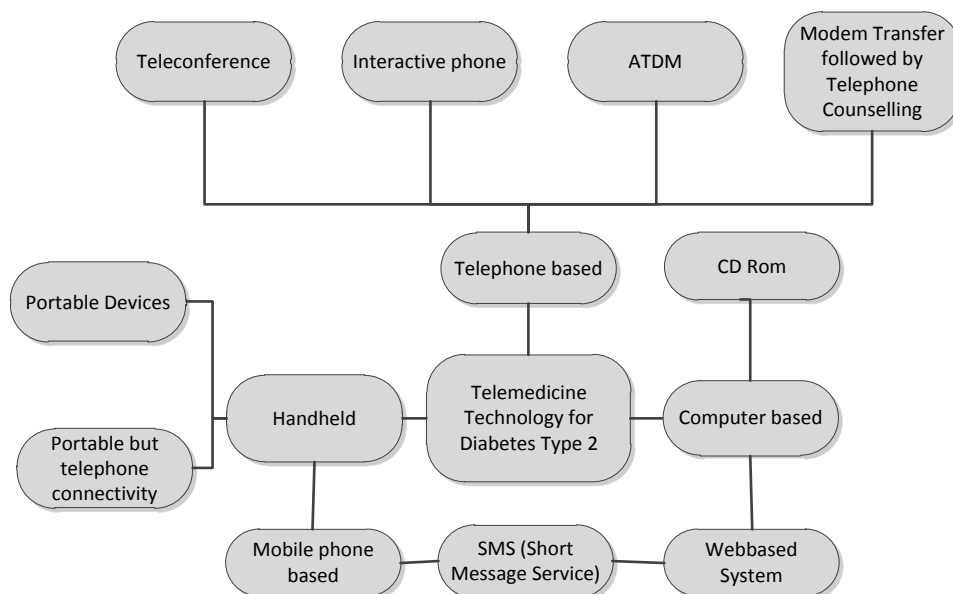 Teleconference
Interactive phone
ATDM
Modem Transfer
followed by
Telephone
Counselling
Telephone based
CD Rom
Portable Devices
Handheld
Telemedicine
Technology for
Diabetes Type 2
Computer based
Portable but
telephone
connectivity
Mobile phone
based
SMS (Short
Message Service)
Webbased
System